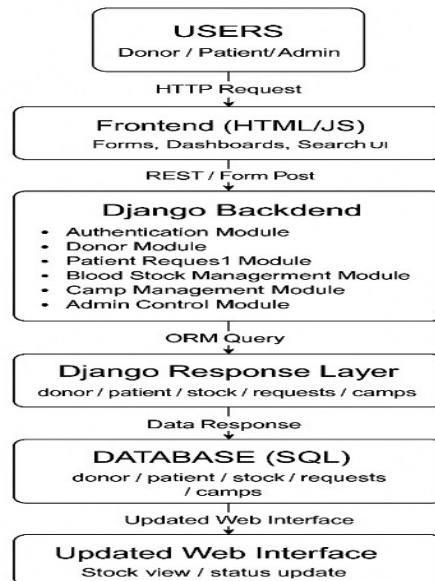 USERS
Donor / Patient/Admin
HTTP Request
Frontend (HTML/JS)
Forms, Dashboards, Search UI
REST / Form Post
Django Backdend
• Authentication Module
• Donor Module
• Patient Reques1 Module
• Blood Stock Managerment Module
• Camp Management Module
• Admin Control Module
ORM Query
Django Response Layer
donor / patient / stock / requests / camps
Data Response
DATABASE (SQL)
donor / patient / stock / requests
/ camps
Updated Web Interface
Updated Web Interface
Stock view / status update